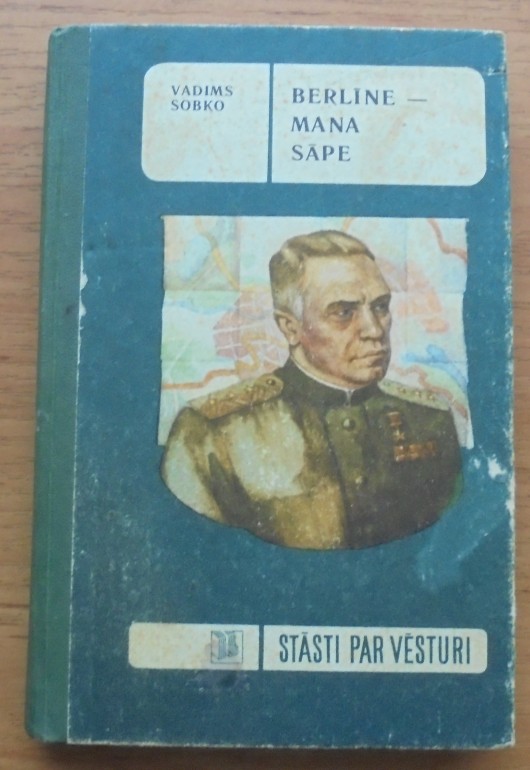 VADIMS
SOBKO
BERLĪNE —
MANA
SĀPE
STĀSTI PAR VĒSTURI